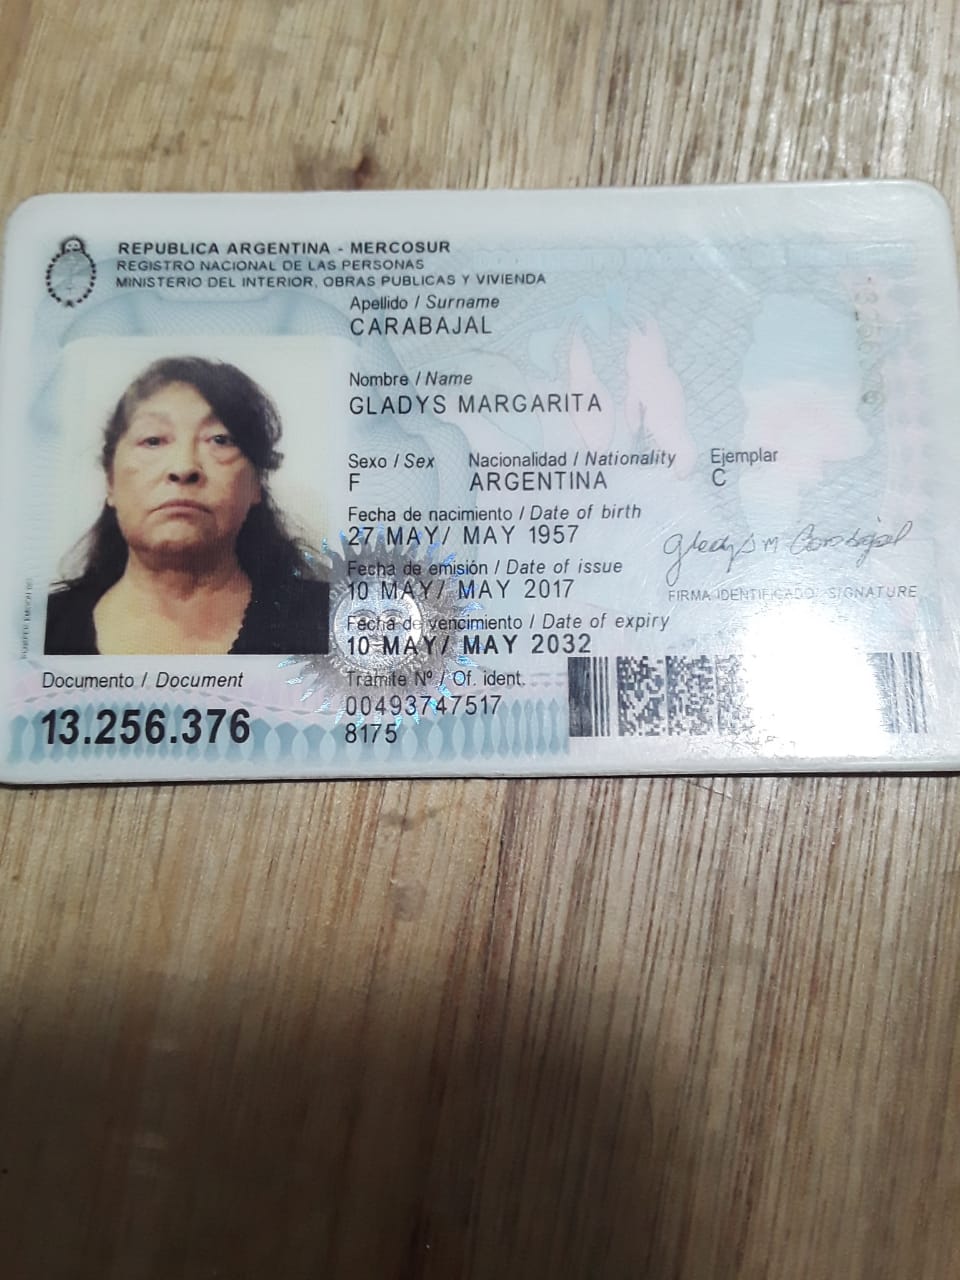 REPUBLICA ARGENTINA - MERCOSUR
REGISTRO NACIONAL DE LAS PERSONAS
MINISTERIO DEL INTERIOR, OBRAS PUBLICAS Y VIVIENDA
Apellido / Surname
CARABAJAL
Nombre / Name
GLADYS MARGARITA
Sexo / Sex Nacionalidad / Nationality Ejemplar
F ARGENTINA C
Fecha de nacimiento / Date of birth
27 MAY/ MAY 1957
Fecha de emisión / Date of issue
10 MAY/ MAY 2017
Fecha de vencimiento / Date of expiry
10 MAY/ MAY 2032
Gladys M Carabajal
FIRMA IDENTIFICADO/ SIGNATURE
Documento / Document
13.256.376
Trámite Nº / Of. ident.
00493747517
8175